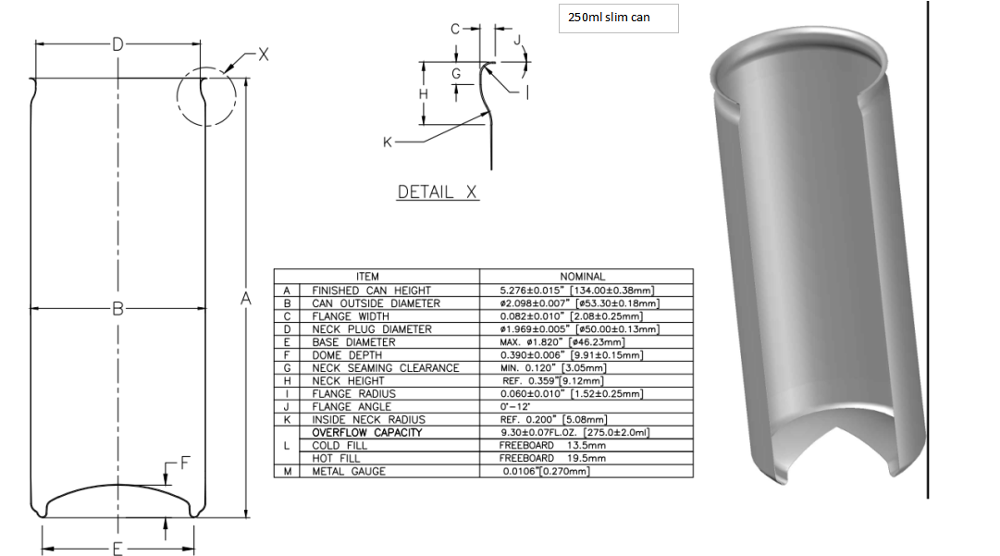 250ml slim can
D
X
A
B
F
E
C
J
G
H
I
K
DETAIL X
ITEM NOMINAL
A FINISHED CAN HEIGHT 5.276±0.015" [134.00±0.38mm]
B CAN OUTSIDE DIAMETER ø2.098±0.007" [ø53.30±0.18mm]
C FLANGE WIDTH 0.082±0.010" [2.08±0.25mm]
D NECK PLUG DIAMETER ø1.969±0.005" [ø50.00±0.13mm]
E BASE DIAMETER MAX. ø1.820" [ø46.23mm]
F DOME DEPTH 0.390±0.006" [9.91±0.15mm]
G NECK SEAMING CLEARANCE MIN. 0.120" [3.05mm]
H NECK HEIGHT REF. 0.359"[9.12mm]
I FLANGE RADIUS 0.060±0.010" [1.52±0.25mm]
J FLANGE ANGLE 0°-12°
K INSIDE NECK RADIUS REF. 0.200" [5.08mm]
L OVERFLOW CAPACITY 9.30±0.07FL.OZ. [275.0±2.0ml]
COLD FILL FREEBOARD 13.5mm
HOT FILL FREEBOARD 19.5mm
M METAL GAUGE 0.0106"[0.270mm]